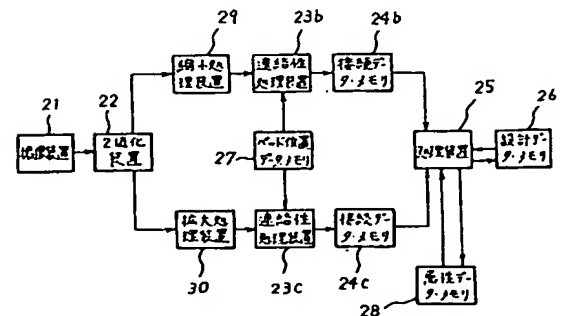 29
縮小処
理装置
23b
連結性
処理装置
24b
接続デー
タ・メモリ
21
撮像装置
22
2値化
装置
27
パッド位置
データメモリ
25
処理装置
26
設計デー
タ・メモリ
30
拡大処
理装置
23c
連結性
処理装置
24c
接続デー
タ・メモリ
28
デー
タ・メモリ